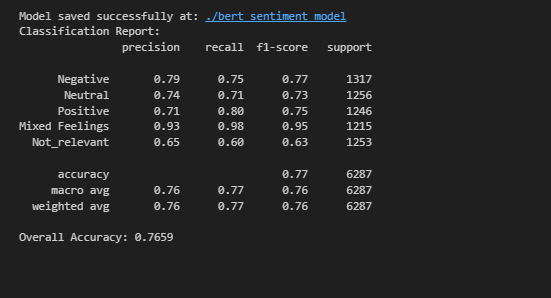 Model saved successfully at: ./bert_sentiment_model
Classification Report:
precision recall f1-score support
Negative 0.79 0.75 0.77 1317
Neutral 0.74 0.71 0.73 1256
Positive 0.71 0.80 0.75 1246
Mixed Feelings 0.93 0.98 0.95 1215
Not_relevant 0.65 0.60 0.63 1253
accuracy 0.77 6287
macro avg 0.76 0.77 0.76 6287
weighted avg 0.76 0.77 0.76 6287
Overall Accuracy: 0.7659